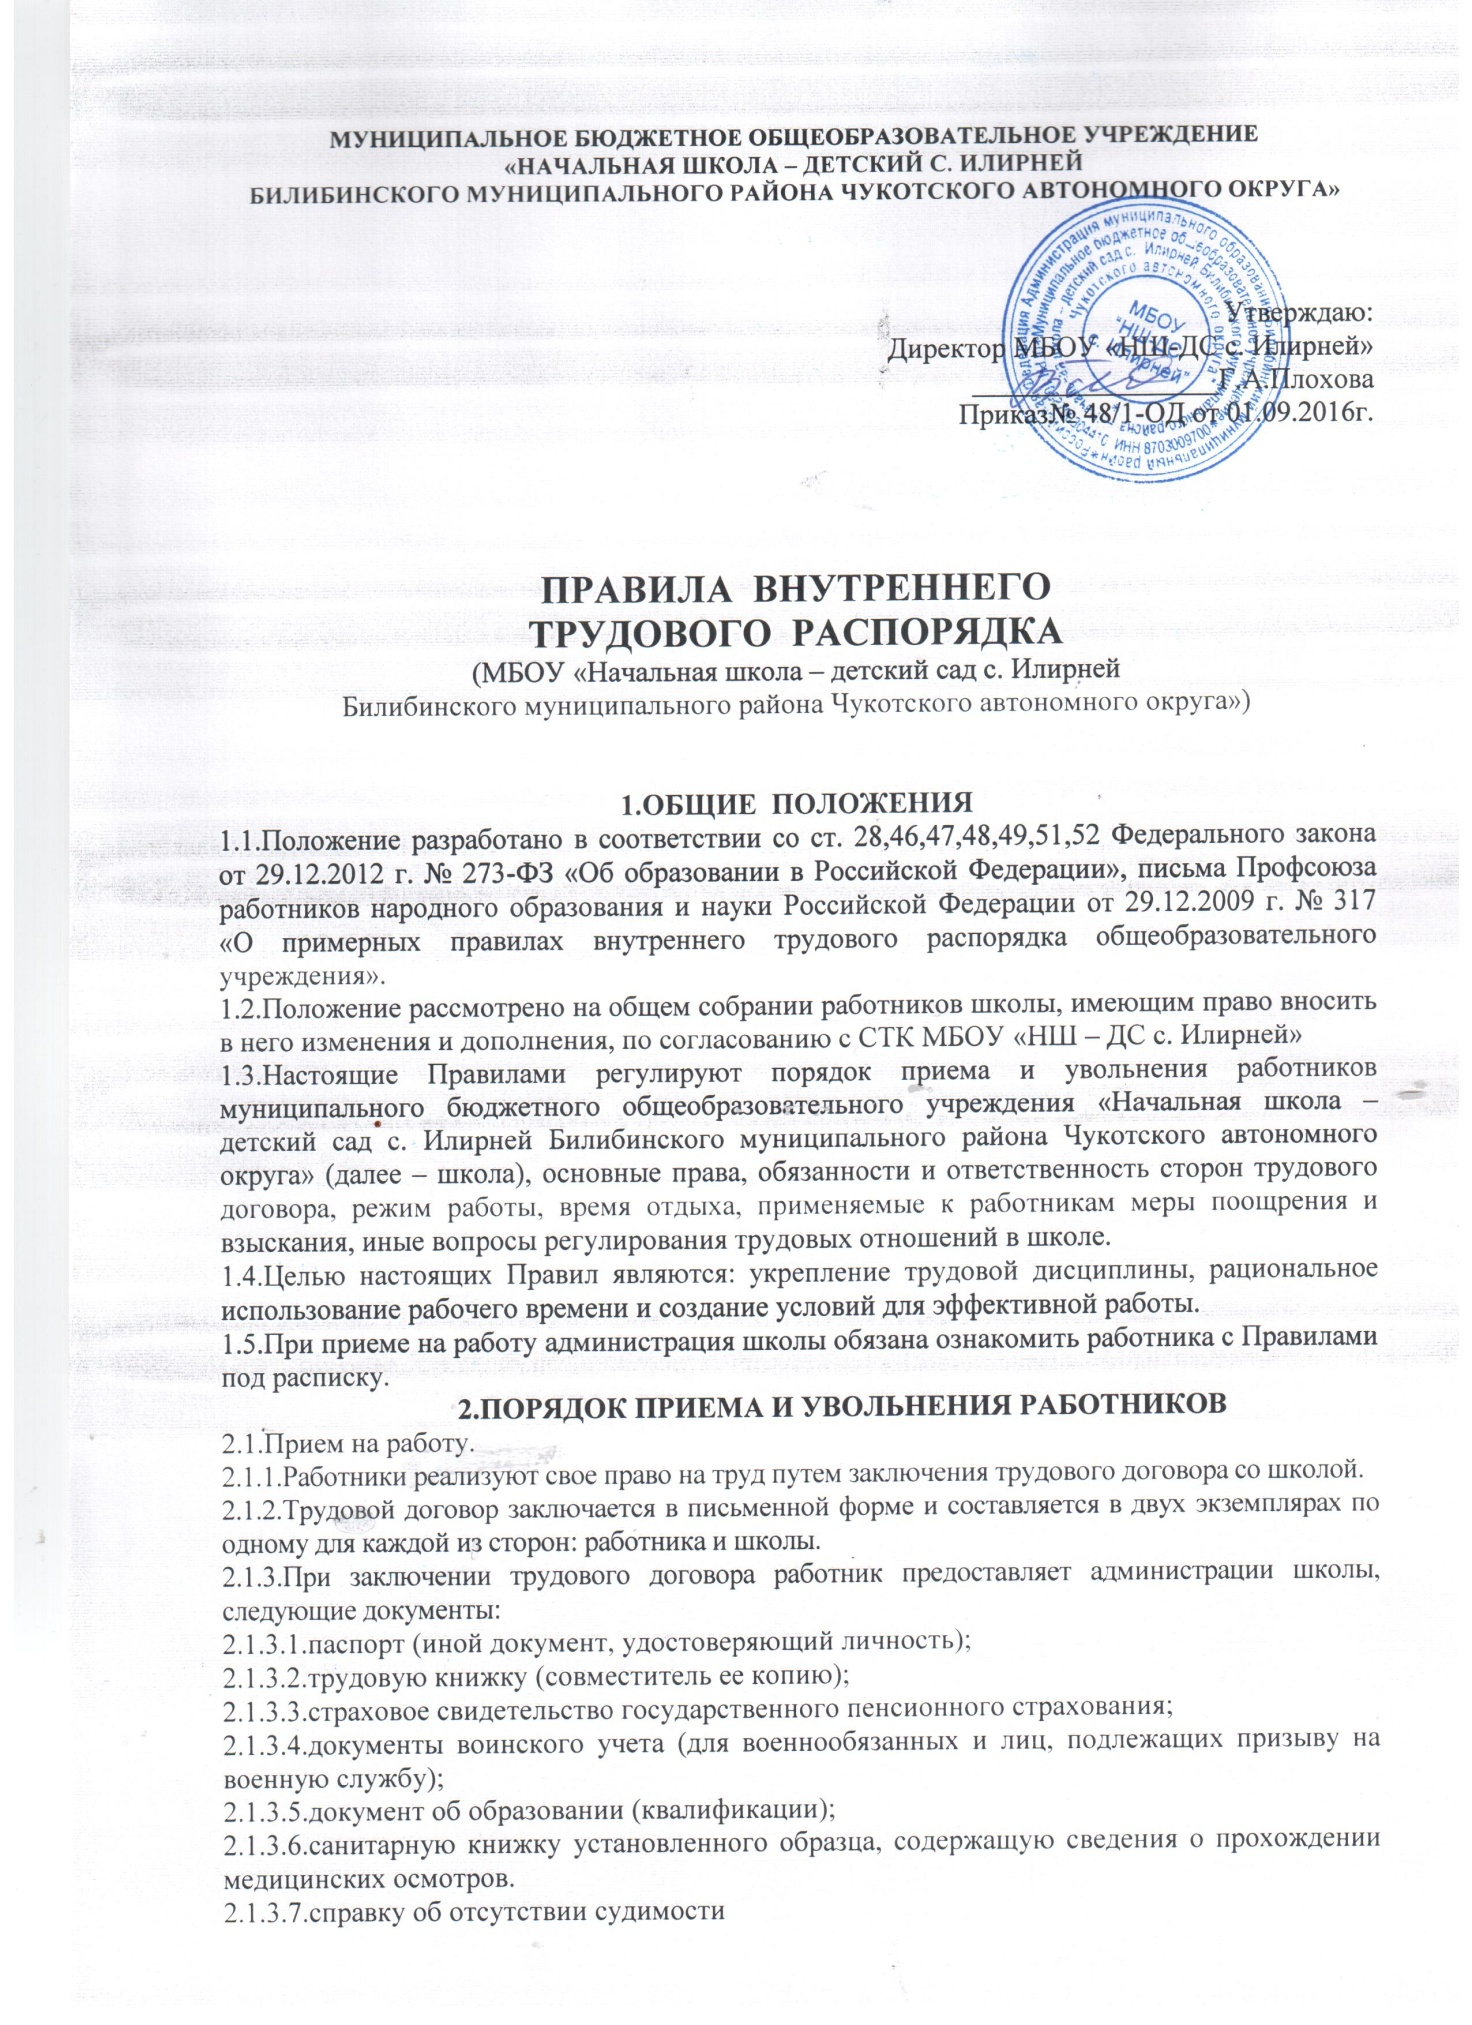 МУНИЦИПАЛЬНОЕ БЮДЖЕТНОЕ ОБЩЕОБРАЗОВАТЕЛЬНОЕ УЧРЕЖДЕНИЕ
«НАЧАЛЬНАЯ ШКОЛА – ДЕТСКИЙ С. ИЛИРНЕЙ
БИЛИБИНСКОГО МУНИЦИПАЛЬНОГО РАЙОНА ЧУКОТСКОГО АВТОНОМНОГО ОКРУГА»
МБОУ
"НШ-ДС
с. Илирней"
ИНН 8703009700
Утверждаю:
Директор МБОУ «НШ-ДС с. Илирней»
Г.А.Плохова
Приказ№ 48/1-ОД от 01.09.2016г.
ПРАВИЛА ВНУТРЕННЕГО
ТРУДОВОГО РАСПОРЯДКА
(МБОУ «Начальная школа – детский сад с. Илирней
Билибинского муниципального района Чукотского автономного округа»)
1.ОБЩИЕ ПОЛОЖЕНИЯ
1.1.Положение разработано в соответствии со ст. 28,46,47,48,49,51,52 Федерального закона
от 29.12.2012 г. № 273-ФЗ «Об образовании в Российской Федерации», письма Профсоюза
работников народного образования и науки Российской Федерации от 29.12.2009 г. № 317
«О примерных правилах внутреннего трудового распорядка общеобразовательного
учреждения».
1.2.Положение рассмотрено на общем собрании работников школы, имеющим право вносить
в него изменения и дополнения, по согласованию с СТК МБОУ «НШ – ДС с. Илирней»
1.3.Настоящие Правилами регулируют порядок приема и увольнения работников
муниципального бюджетного общеобразовательного учреждения «Начальная школа –
детский сад с. Илирней Билибинского муниципального района Чукотского автономного
округа» (далее – школа), основные права, обязанности и ответственность сторон трудового
договора, режим работы, время отдыха, применяемые к работникам меры поощрения и
взыскания, иные вопросы регулирования трудовых отношений в школе.
1.4.Целью настоящих Правил являются: укрепление трудовой дисциплины, рациональное
использование рабочего времени и создание условий для эффективной работы.
1.5.При приеме на работу администрация школы обязана ознакомить работника с Правилами
под расписку.
2.ПОРЯДОК ПРИЕМА И УВОЛЬНЕНИЯ РАБОТНИКОВ
2.1.Прием на работу.
2.1.1.Работники реализуют свое право на труд путем заключения трудового договора со школой.
2.1.2.Трудовой договор заключается в письменной форме и составляется в двух экземплярах по
одному для каждой из сторон: работника и школы.
2.1.3.При заключении трудового договора работник предоставляет администрации школы,
следующие документы:
2.1.3.1.паспорт (иной документ, удостоверяющий личность);
2.1.3.2.трудовую книжку (совместитель ее копию);
2.1.3.3.страховое свидетельство государственного пенсионного страхования;
2.1.3.4.документы воинского учета (для военнообязанных и лиц, подлежащих призыву на
военную службу);
2.1.3.5.документ об образовании (квалификации);
2.1.3.6.санитарную книжку установленного образца, содержащую сведения о прохождении
медицинских осмотров.
2.1.3.7.справку об отсутствии судимости